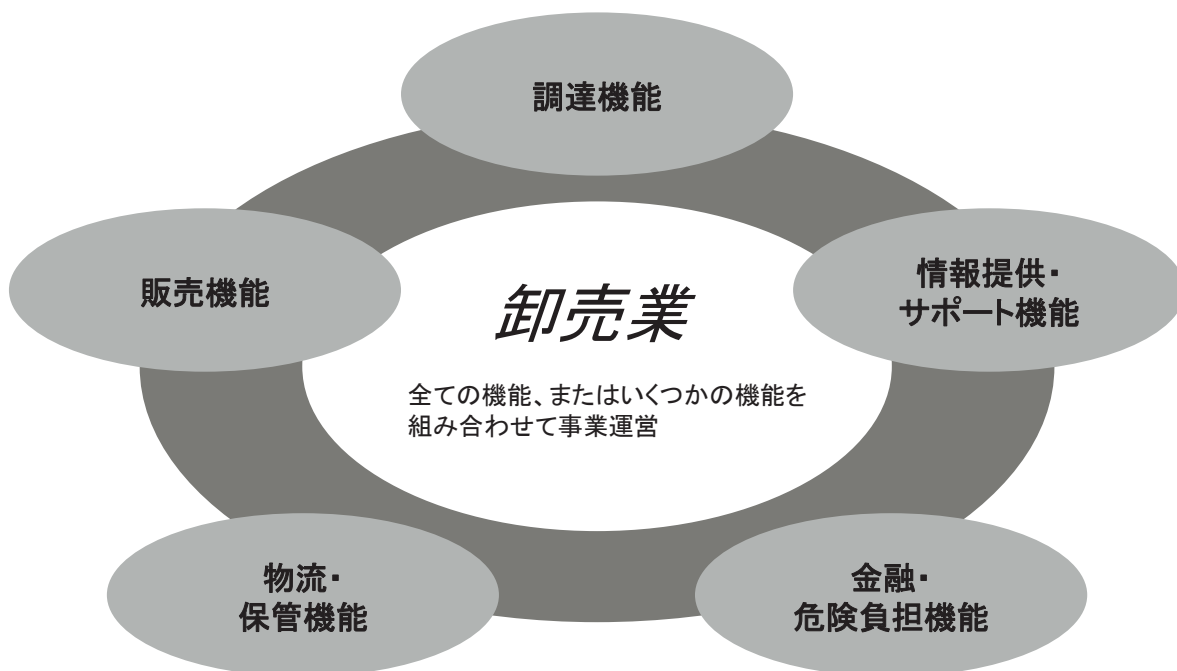 調達機能
販売機能
情報提供・
サポート機能
卸売業
全ての機能、またはいくつかの機能を
組み合わせて事業運営
物流・
保管機能
金融・
危険負担機能